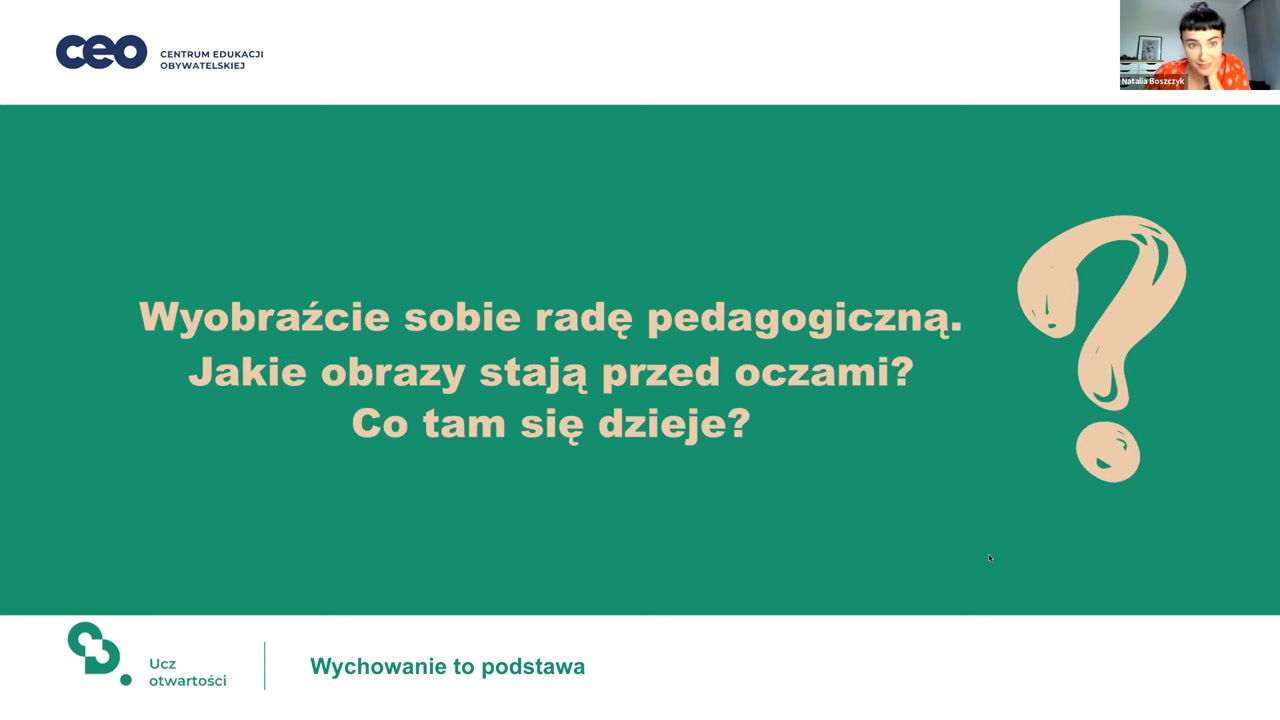 ceo
CENTRUM EDUKACJI
OBYWATELSKIEJ
Natalia Boszczyk
Wyobraźcie sobie radę pedagogiczną.
Jakie obrazy stają przed oczami?
Co tam się dzieje?
?
Ucz
otwartości
Wychowanie to podstawa